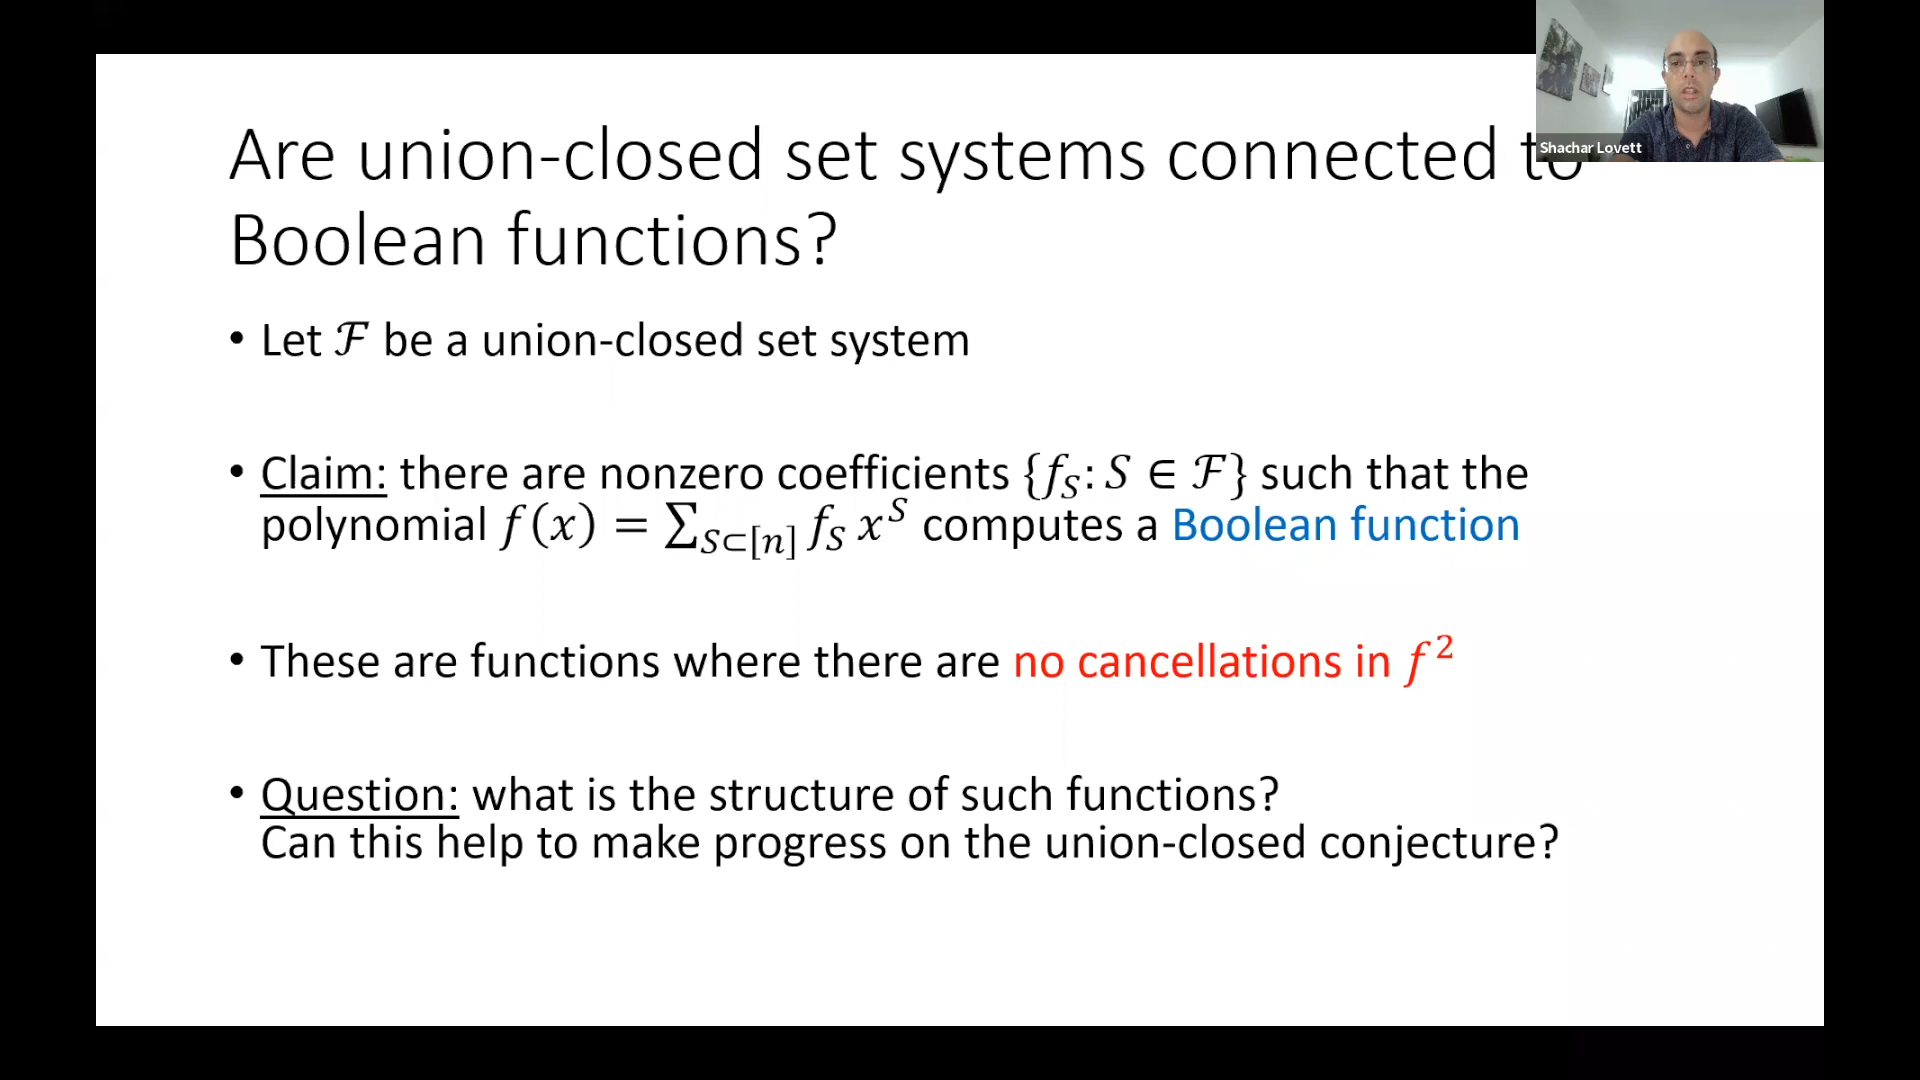 Are union-closed set systems connected to
Boolean functions?
• Let ℱ be a union-closed set system
• Claim: there are nonzero coefficients {f_S: S ∈ ℱ} such that the
polynomial f(x) = ∑_{S⊂[n]} f_S x^S computes a Boolean function
• These are functions where there are no cancellations in f²
• Question: what is the structure of such functions?
Can this help to make progress on the union-closed conjecture?
Shachar Lovett